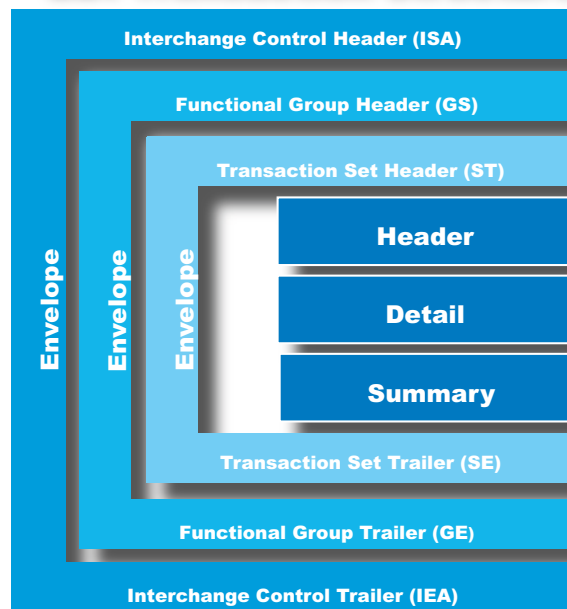 Interchange Control Header (ISA)
Functional Group Header (GS)
Transaction Set Header (ST)
Envelope
Envelope
Envelope
Header
Detail
Summary
Transaction Set Trailer (SE)
Functional Group Trailer (GE)
Interchange Control Trailer (IEA)